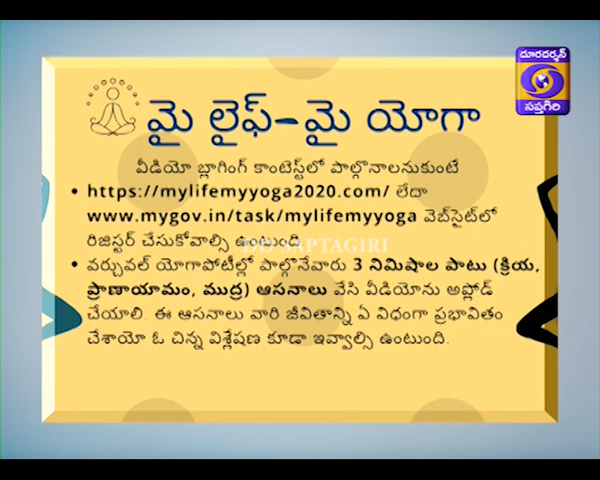 దూరదర్శన్
సప్తగిరి
మై లైఫ్-మై యోగా
వీడియో బ్లాగింగ్ కాంటెస్ట్‌లో పాల్గొనాలనుకుంటే
• https://mylifemyyoga2020.com/ లేదా
www.mygov.in/task/mylifemyyoga వెబ్‌సైట్‌లో
రిజిస్టర్ చేసుకోవాల్సి ఉంటుంది
DD SAPTAGIRI
• వర్చువల్ యోగాపోటీల్లో పాల్గొనేవారు 3 నిమిషాల పాటు (క్రియ,
ప్రాణాయామం, ముద్ర) ఆసనాలు వేసి వీడియోను అప్లోడ్
చేయాలి. ఈ ఆసనాలు వారి జీవితాన్ని ఏ విధంగా ప్రభావితం
చేశాయో ఓ చిన్న విశ్లేషణ కూడా ఇవ్వాల్సి ఉంటుంది.